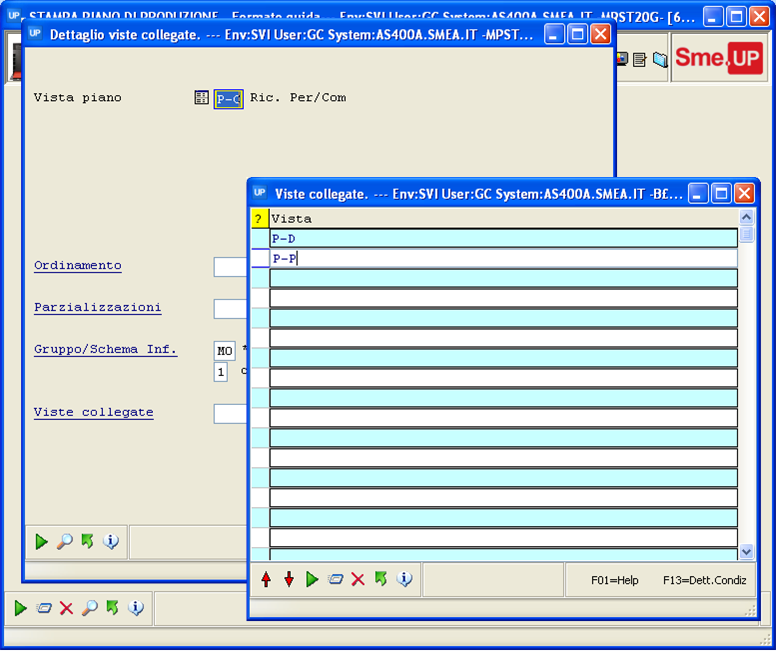 UP STAMPA PIANO DI PRODUZIONE - Formato guida. Env:SVI User:GC System:AS400A.SMEA.IT -MPST20G- [6...
UP Dettaglio viste collegate. --- Env:SVI User:GC System:AS400A.SMEA.IT -MPST...
Sme.UP
Vista piano P-C Ric. Per/Com
UP Viste collegate. --- Env:SVI User:GC System:AS400A.SMEA.IT -B£...
? Vista
P-D
P-P
Ordinamento
Parzializzazioni
Gruppo/Schema Inf. MO *
1
Viste collegate
F01=Help F13=Dett.Condiz